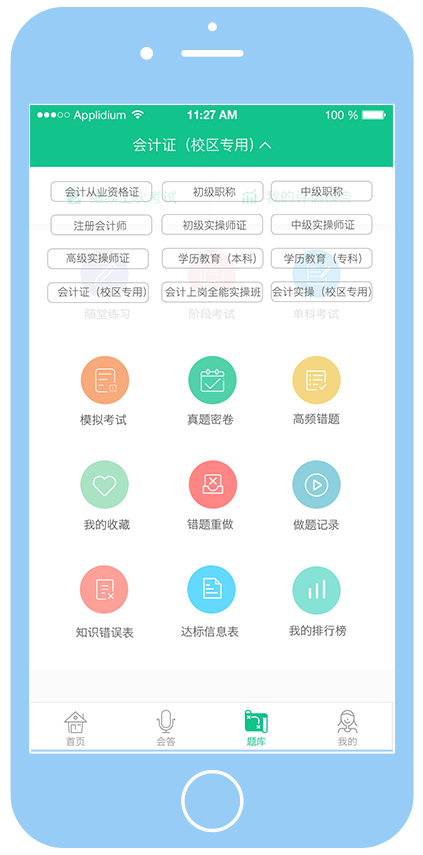 Applidium 11:27 AM 100 %
会计证（校区专用）
会计从业资格证 初级职称 中级职称
考试 我的
注册会计师 初级实操师证 中级实操师证
高级实操师证 学历教育（本科） 学历教育（专科）
会计证（校区专用） 会计上岗全能实操班 会计实操（校区专用）
随堂练习 阶段考试 单科考试
模拟考试 真题密卷 高频错题
我的收藏 错题重做 做题记录
知识错误表 达标信息表 我的排行榜
首页 会答 题库 我的